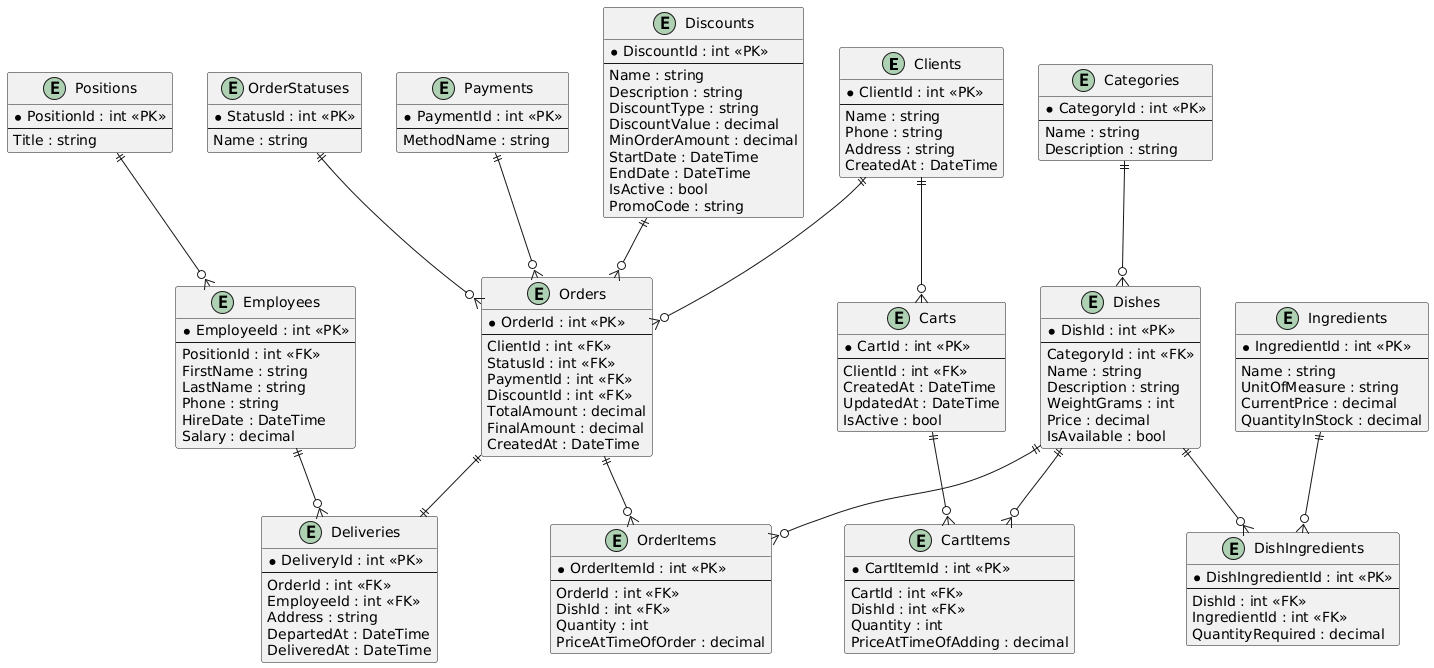 E Positions
* PositionId : int «PK»
Title : string
E OrderStatuses
* StatusId : int «PK»
Name : string
E Payments
* PaymentId : int «PK»
MethodName : string
E Discounts
* DiscountId : int «PK»
Name : string
Description : string
DiscountType : string
DiscountValue : decimal
MinOrderAmount : decimal
StartDate : DateTime
EndDate : DateTime
IsActive : bool
PromoCode : string
E Clients
* ClientId : int «PK»
Name : string
Phone : string
Address : string
CreatedAt : DateTime
E Categories
* CategoryId : int «PK»
Name : string
Description : string
E Employees
* EmployeeId : int «PK»
PositionId : int «FK»
FirstName : string
LastName : string
Phone : string
HireDate : DateTime
Salary : decimal
E Orders
* OrderId : int «PK»
ClientId : int «FK»
StatusId : int «FK»
PaymentId : int «FK»
DiscountId : int «FK»
TotalAmount : decimal
FinalAmount : decimal
CreatedAt : DateTime
E Carts
* CartId : int «PK»
ClientId : int «FK»
CreatedAt : DateTime
UpdatedAt : DateTime
IsActive : bool
E Dishes
* DishId : int «PK»
CategoryId : int «FK»
Name : string
Description : string
WeightGrams : int
Price : decimal
IsAvailable : bool
E Ingredients
* IngredientId : int «PK»
Name : string
UnitOfMeasure : string
CurrentPrice : decimal
QuantityInStock : decimal
E Deliveries
* DeliveryId : int «PK»
OrderId : int «FK»
EmployeeId : int «FK»
Address : string
DepartedAt : DateTime
DeliveredAt : DateTime
E OrderItems
* OrderItemId : int «PK»
OrderId : int «FK»
DishId : int «FK»
Quantity : int
PriceAtTimeOfOrder : decimal
E CartItems
* CartItemId : int «PK»
CartId : int «FK»
DishId : int «FK»
Quantity : int
PriceAtTimeOfAdding : decimal
E DishIngredients
* DishIngredientId : int «PK»
DishId : int «FK»
IngredientId : int «FK»
QuantityRequired : decimal